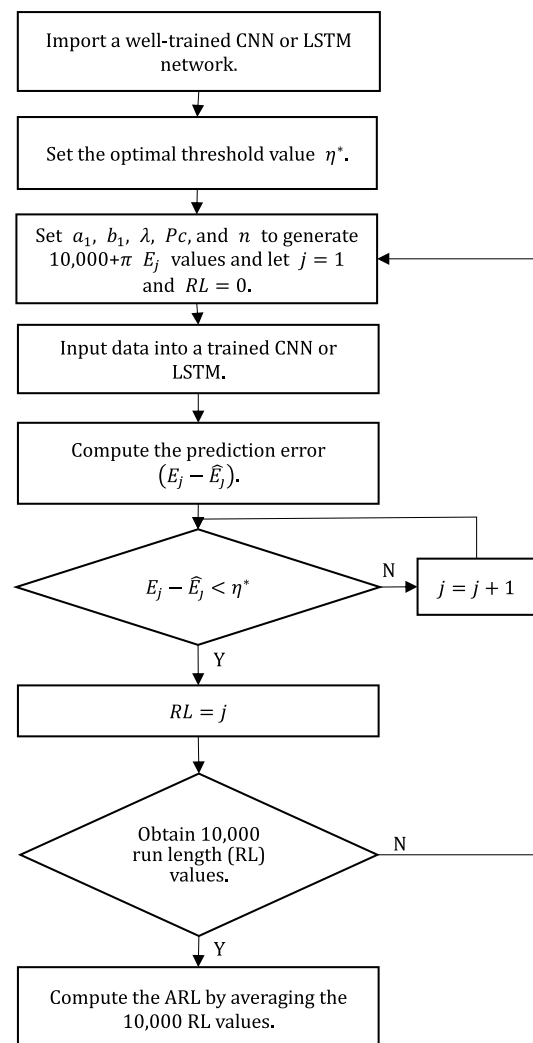 Import a well-trained CNN or LSTM
network.
Set the optimal threshold value η*.
Set a₁, b₁, λ, Pc, and n to generate
10,000+π Eⱼ values and let j = 1
and RL = 0.
Input data into a trained CNN or
LSTM.
Compute the prediction error
(Eⱼ − Êⱼ).
Eⱼ − Êⱼ < η*
N
j = j + 1
Y
RL = j
Obtain 10,000
run length (RL)
values.
N
Y
Compute the ARL by averaging the
10,000 RL values.